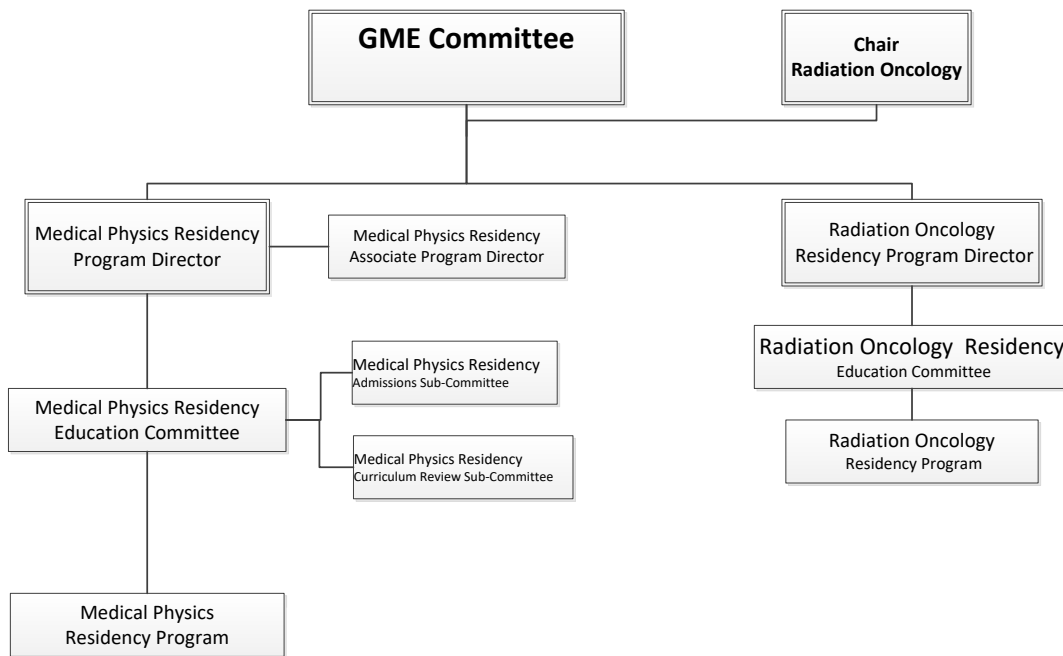 GME Committee
Chair
Radiation Oncology
Medical Physics Residency
Program Director
Medical Physics Residency
Associate Program Director
Radiation Oncology
Residency Program Director
Medical Physics Residency
Admissions Sub-Committee
Radiation Oncology Residency
Education Committee
Medical Physics Residency
Education Committee
Medical Physics Residency
Curriculum Review Sub-Committee
Radiation Oncology
Residency Program
Medical Physics
Residency Program